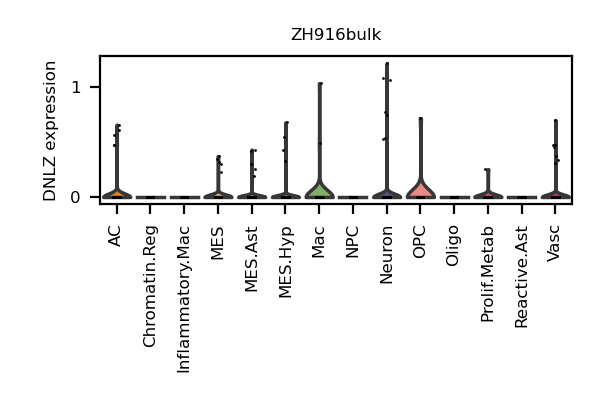 ZH916bulk
DNLZ expression
1
0
AC
Chromatin.Reg
Inflammatory.Mac
MES
MES.Ast
MES.Hyp
Mac
NPC
Neuron
OPC
Oligo
Prolif.Metab
Reactive.Ast
Vasc